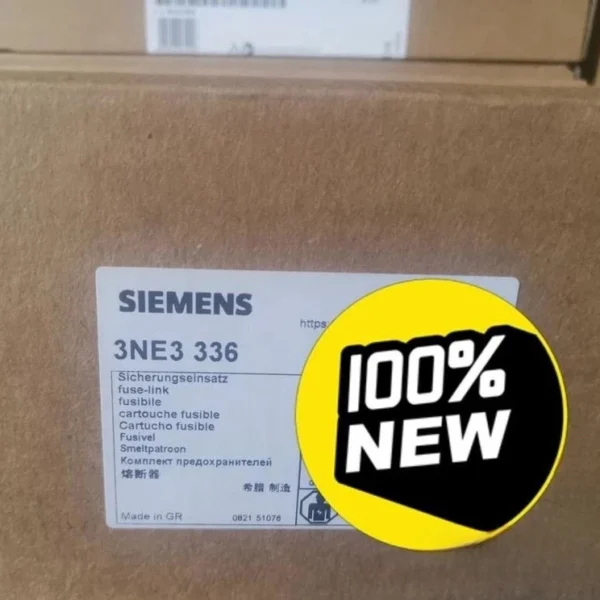 SIEMENS
https
3NE3 336
Sicherungseinsatz
fuse-link
fusibile
cartouche fusible
Cartucho fusible
Fusivel
Smeltpatroon
Комплект предохранителей
熔断器
希腊 制造
Made in GR
0821 51076
100%
NEW